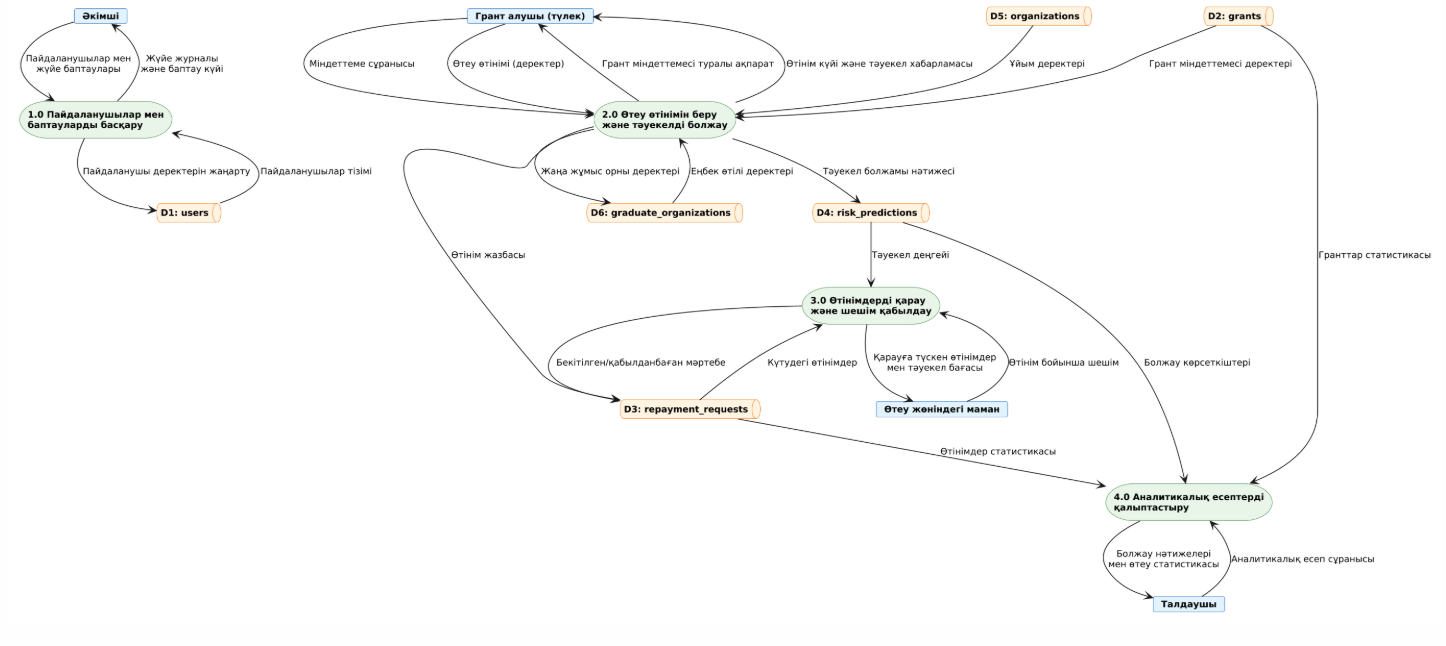 Әкімші
Грант алушы (түлек)
D5: organizations
D2: grants
Пайдаланушылар мен
жүйе баптаулары
Жүйе журналы
және баптау күйі
Міндеттеме сұранысы
Өтеу өтінімі (деректер)
Грант міндеттемесі туралы ақпарат
Өтінім күйі және тәуекел хабарламасы
Ұйым деректері
Грант міндеттемесі деректері
1.0 Пайдаланушылар мен
баптауларды басқару
2.0 Өтеу өтінімін беру
және тәуекелді болжау
Пайдаланушы деректерін жаңарту
Пайдаланушылар тізімі
Жаңа жұмыс орны деректері
Еңбек өтілі деректері
Тәуекел болжамы нәтижесі
D1: users
D6: graduate_organizations
D4: risk_predictions
Өтінім жазбасы
Тәуекел деңгейі
Гранттар статистикасы
3.0 Өтінімдерді қарау
және шешім қабылдау
Бекітілген/қабылданбаған мәртебе
Күтудегі өтінімдер
Қарауға түскен өтінімдер
мен тәуекел бағасы
Өтінім бойынша шешім
Болжау көрсеткіштері
D3: repayment_requests
Өтеу жөніндегі маман
Өтінімдер статистикасы
4.0 Аналитикалық есептерді
қалыптастыру
Болжау нәтижелері
мен өтеу статистикасы
Аналитикалық есеп сұранысы
Талдаушы